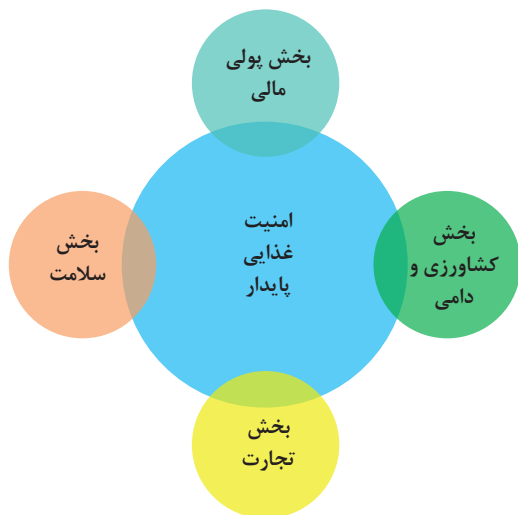 بخش پولی
مالی
امنیت
غذایی
پایدار
بخش
کشاورزی و
دامی
بخش
سلامت
بخش
تجارت